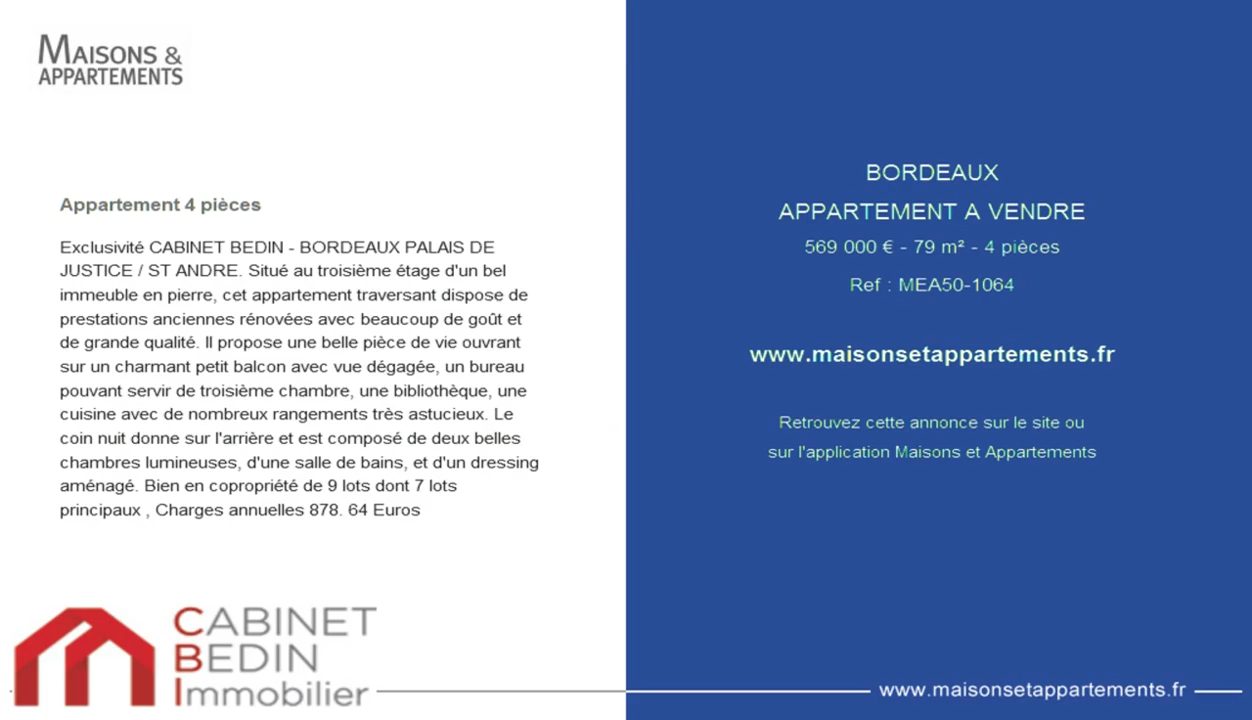 MAISONS &
APPARTEMENTS
Appartement 4 pièces
Exclusivité CABINET BEDIN - BORDEAUX PALAIS DE
JUSTICE / ST ANDRE. Situé au troisième étage d'un bel
immeuble en pierre, cet appartement traversant dispose de
prestations anciennes rénovées avec beaucoup de goût et
de grande qualité. Il propose une belle pièce de vie ouvrant
sur un charmant petit balcon avec vue dégagée, un bureau
pouvant servir de troisième chambre, une bibliothèque, une
cuisine avec de nombreux rangements très astucieux. Le
coin nuit donne sur l'arrière et est composé de deux belles
chambres lumineuses, d'une salle de bains, et d'un dressing
aménagé. Bien en copropriété de 9 lots dont 7 lots
principaux , Charges annuelles 878. 64 Euros
CABINET
BEDIN
Immobilier
BORDEAUX
APPARTEMENT A VENDRE
569 000 € - 79 m² - 4 pièces
Ref : MEA50-1064
www.maisonsetappartements.fr
Retrouvez cette annonce sur le site ou
sur l'application Maisons et Appartements
www.maisonsetappartements.fr